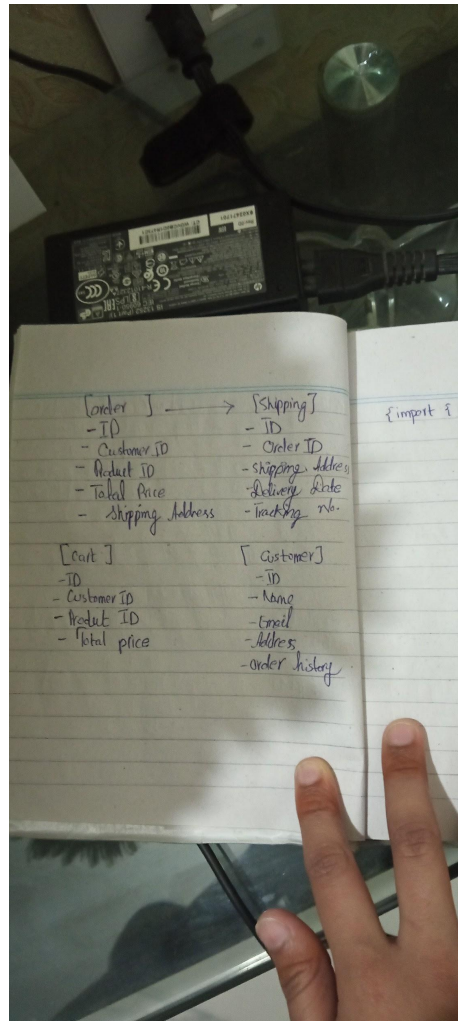 [order ] → [Shipping]
- ID
- Customer ID
- Product ID
- Total Price
- Shipping Address
- ID
- Order ID
- Shipping Address
- Delivery Date
- Tracking No.
[Cart ]
- ID
- Customer ID
- Product ID
- Total price
[ Customer]
- ID
- Name
- Email
- Address
- order history
{import {